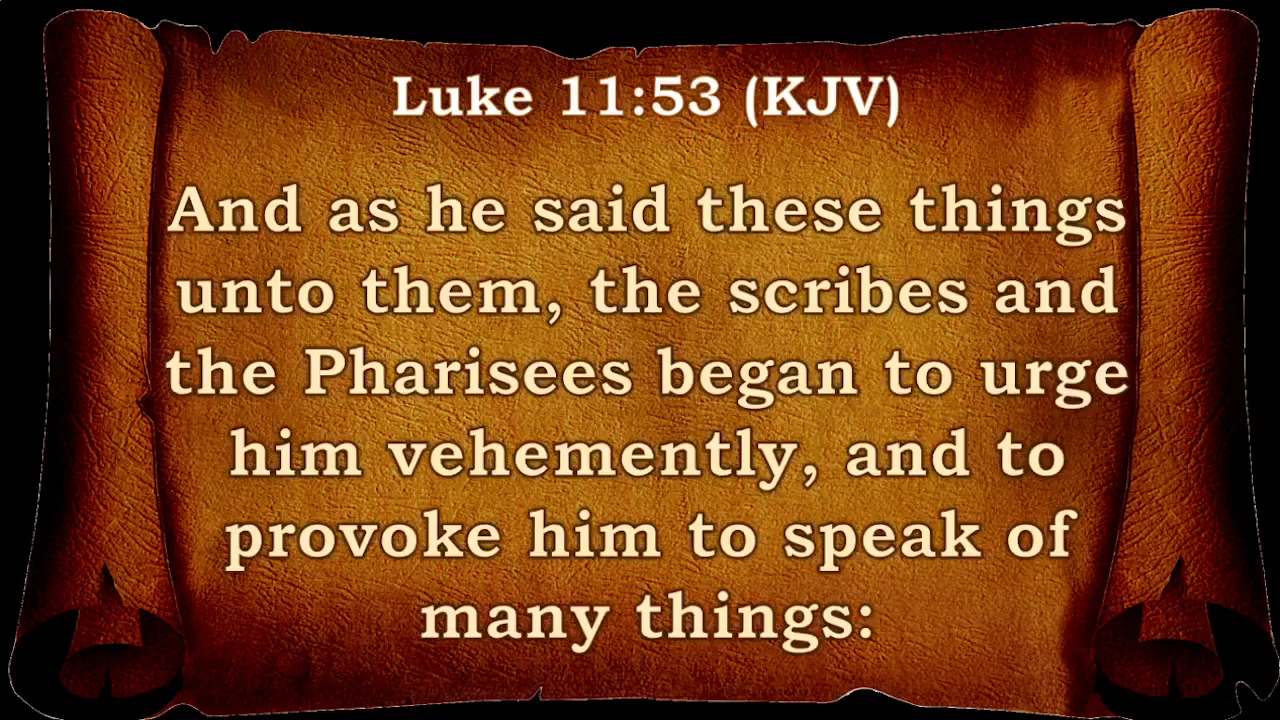 Luke 11:53 (KJV)
And as he said these things
unto them, the scribes and
the Pharisees began to urge
him vehemently, and to
provoke him to speak of
many things: